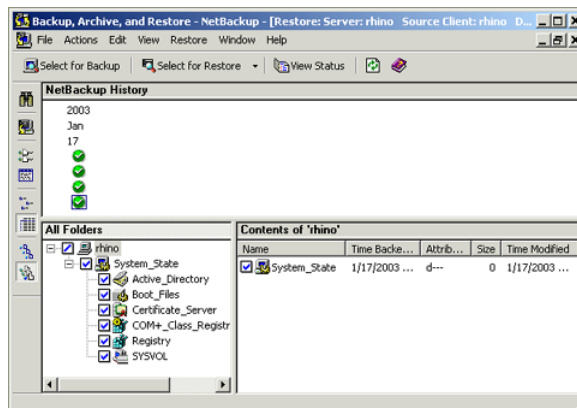 Backup, Archive, and Restore - NetBackup - [Restore: Server: rhino Source Client: rhino D...
File Actions Edit View Restore Window Help
Select for Backup Select for Restore View Status
NetBackup History
2003
Jan
17
All Folders
rhino
System_State
Active_Directory
Boot_Files
Certificate_Server
COM+_Class_Registr
Registry
SYSVOL
Contents of 'rhino'
Name Time Backe... Attrib... Size Time Modified
System_State 1/17/2003 ... d--- 0 1/17/2003 ...